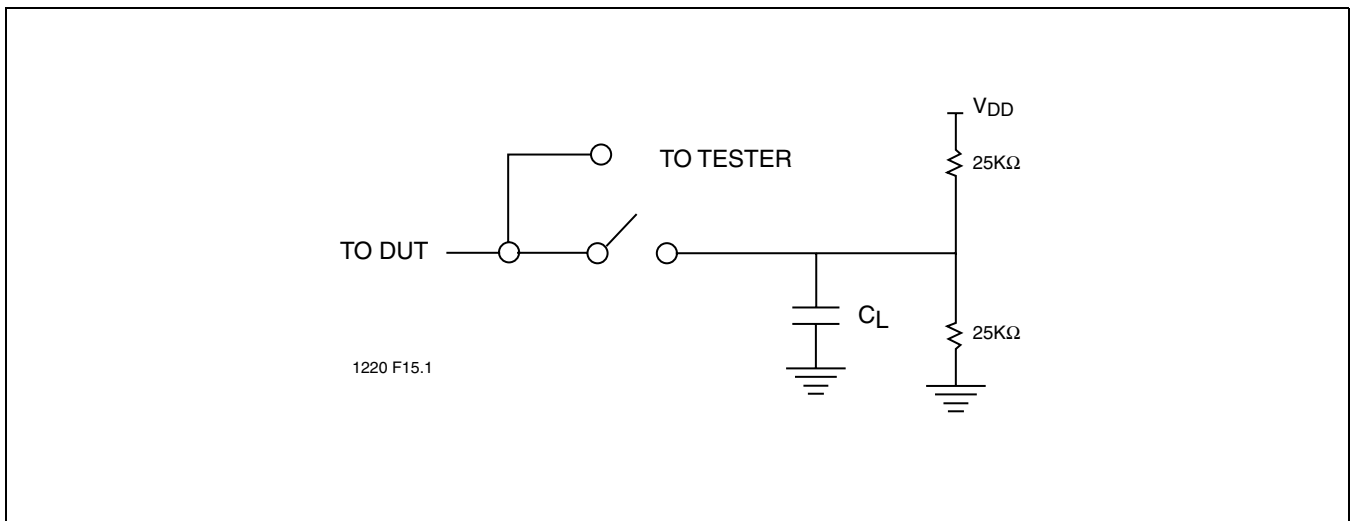 VDD
25KΩ
TO TESTER
TO DUT
CL
25KΩ
1220 F15.1